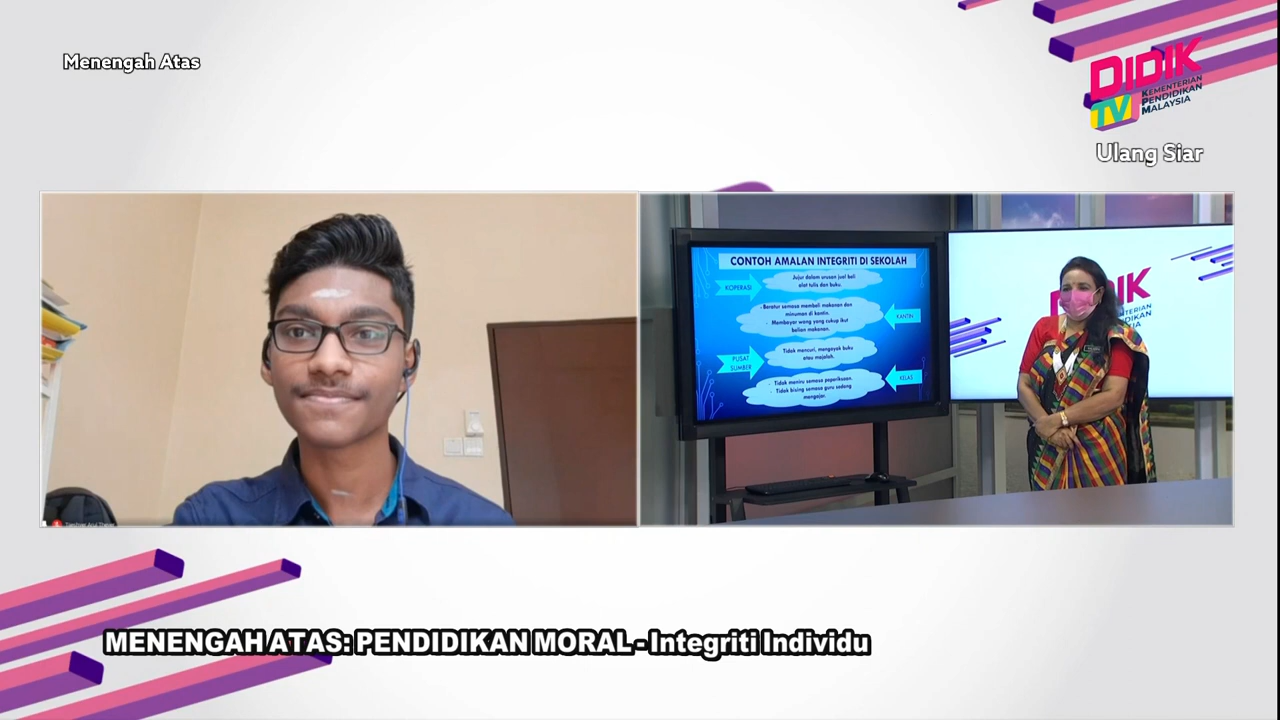 Menengah Atas
DIDIK
TV
KEMENTERIAN
PENDIDIKAN
MALAYSIA
Ulang Siar
CONTOH AMALAN INTEGRITI DI SEKOLAH
KOPERASI
Jujur dalam urusan jual beli
alat tulis dan buku.
- Beratur semasa membeli makanan dan
minuman di kantin.
- Membayar wang yang cukup ikut
belian makanan.
KANTIN
PUSAT
SUMBER
Tidak mencuri, mengoyak buku
atau majalah.
- Tidak meniru semasa peperiksaan.
- Tidak bising semasa guru sedang
mengajar.
KELAS
DIDIK
MENENGAH ATAS: PENDIDIKAN MORAL - Integriti Individu